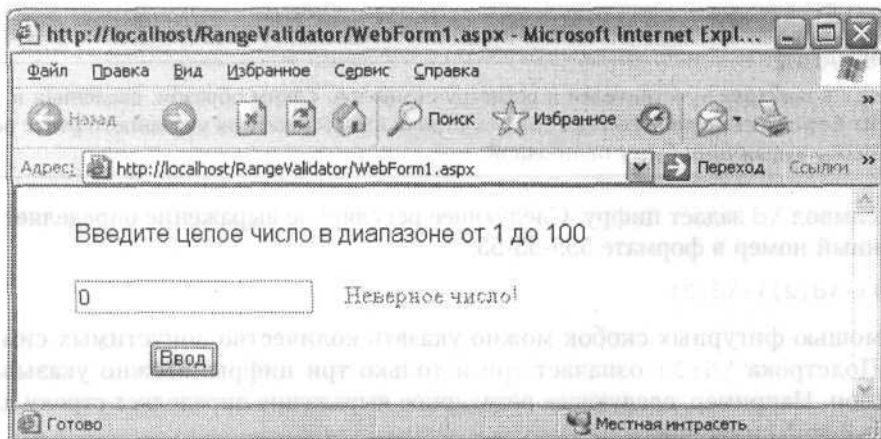 http://localhost/RangeValidator/WebForm1.aspx - Microsoft Internet Expl...
Файл Правка Вид Избранное Сервис Справка
Назад Поиск Избранное »
Адрес: http://localhost/RangeValidator/WebForm1.aspx Переход Ссылки »
Введите целое число в диапазоне от 1 до 100
0 Неверное число!
Ввод
Готово Местная интрасеть